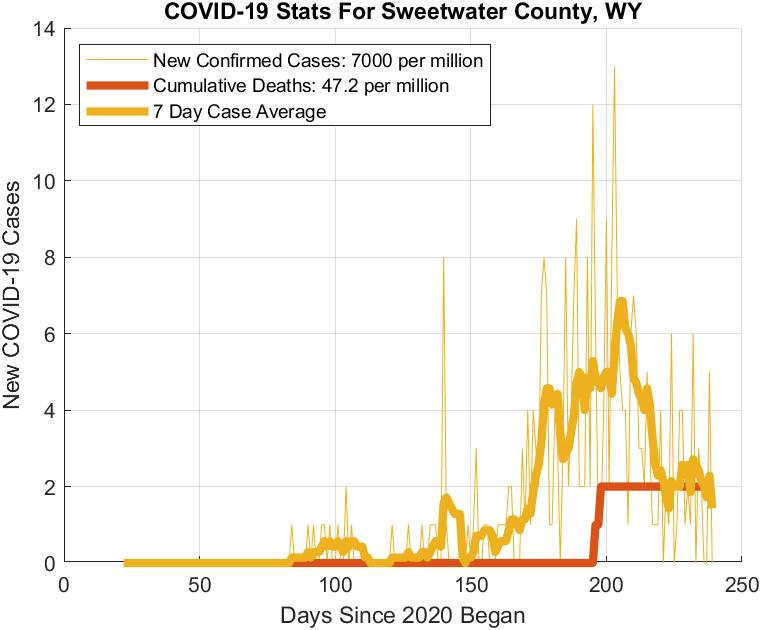 COVID-19 Stats For Sweetwater County, WY
14
12
10
8
6
4
2
0
New COVID-19 Cases
New Confirmed Cases: 7000 per million
Cumulative Deaths: 47.2 per million
7 Day Case Average
0 50 100 150 200 250
Days Since 2020 Began